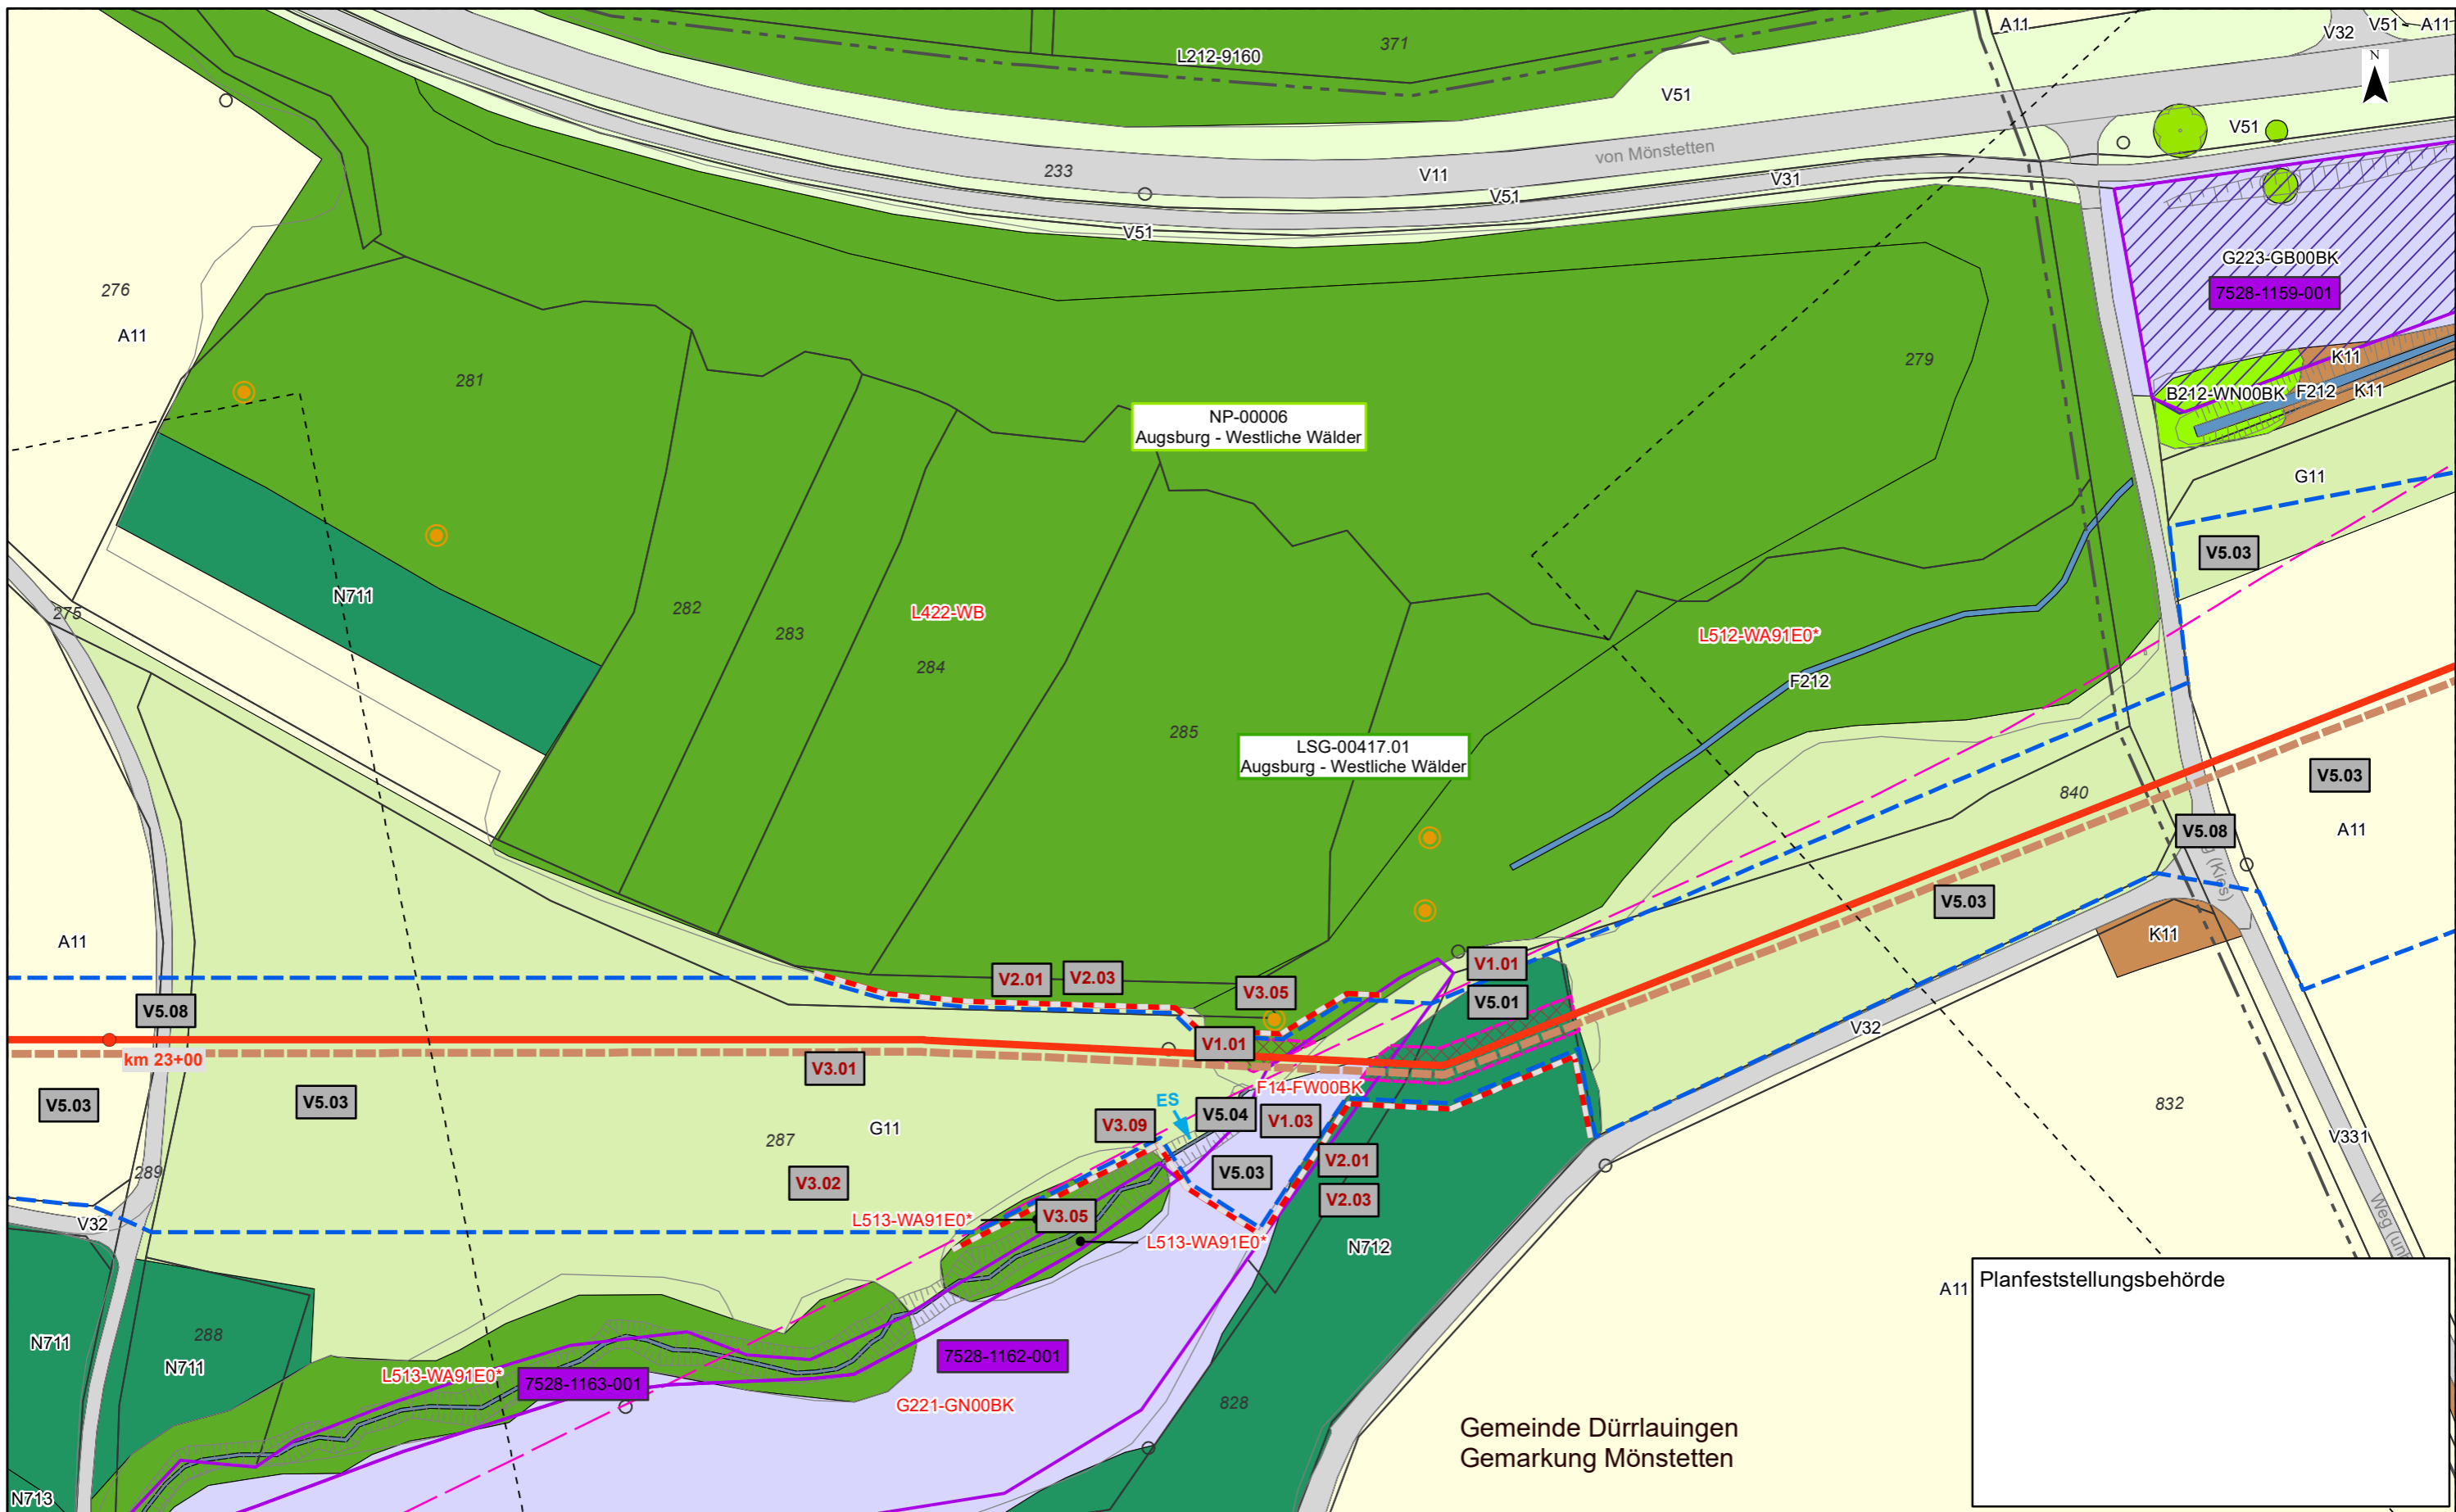 A11
V32
V51
A11
371
L212-9160
N
V51
V51
von Mönstetten
233
V11
V31
V51
V51
G223-GB00BK
276
7528-1159-001
A11
K11
279
281
B212-WN00BK
F212
K11
NP-00006
Augsburg - Westliche Wälder
G11
V5.03
N711
282
L422-WB
275
283
L512-WA91E0*
284
F212
285
LSG-00417.01
Augsburg - Westliche Wälder
V5.03
840
V5.08
A11
g (Kies)
V5.03
A11
K11
V2.01
V2.03
V1.01
V3.05
V5.01
V5.08
V32
V1.01
km 23+00
V3.01
F14-FW00BK
V5.03
V5.03
ES
V5.04
V1.03
832
V3.09
G11
287
V331
V2.01
289
V5.03
V3.02
V2.03
Weg (unb
V3.05
L513-WA91E0*
V32
L513-WA91E0*
N712
Planfeststellungsbehörde
A11
288
N711
7528-1162-001
N711
L513-WA91E0*
7528-1163-001
G221-GN00BK
828
Gemeinde Dürrlauingen
Gemarkung Mönstetten
N713